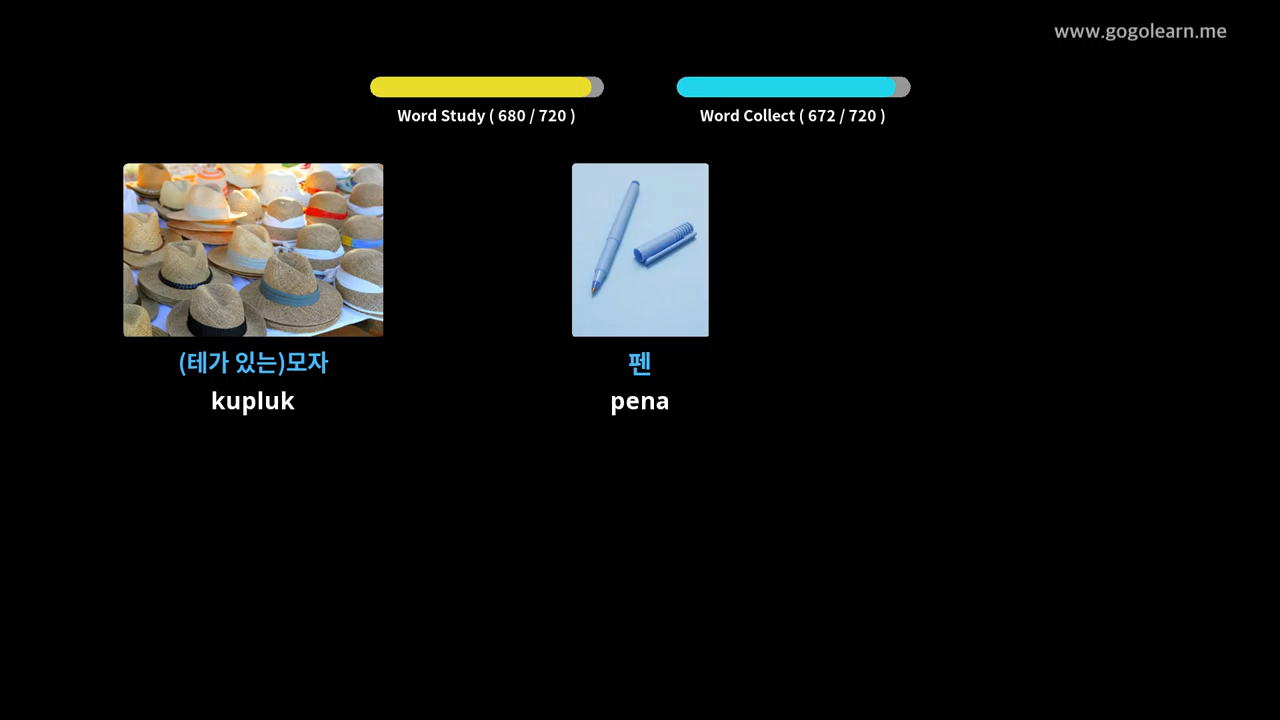 www.gogolearn.me
Word Study ( 680 / 720 )
Word Collect ( 672 / 720 )
(테가 있는)모자
kupluk
펜
pena